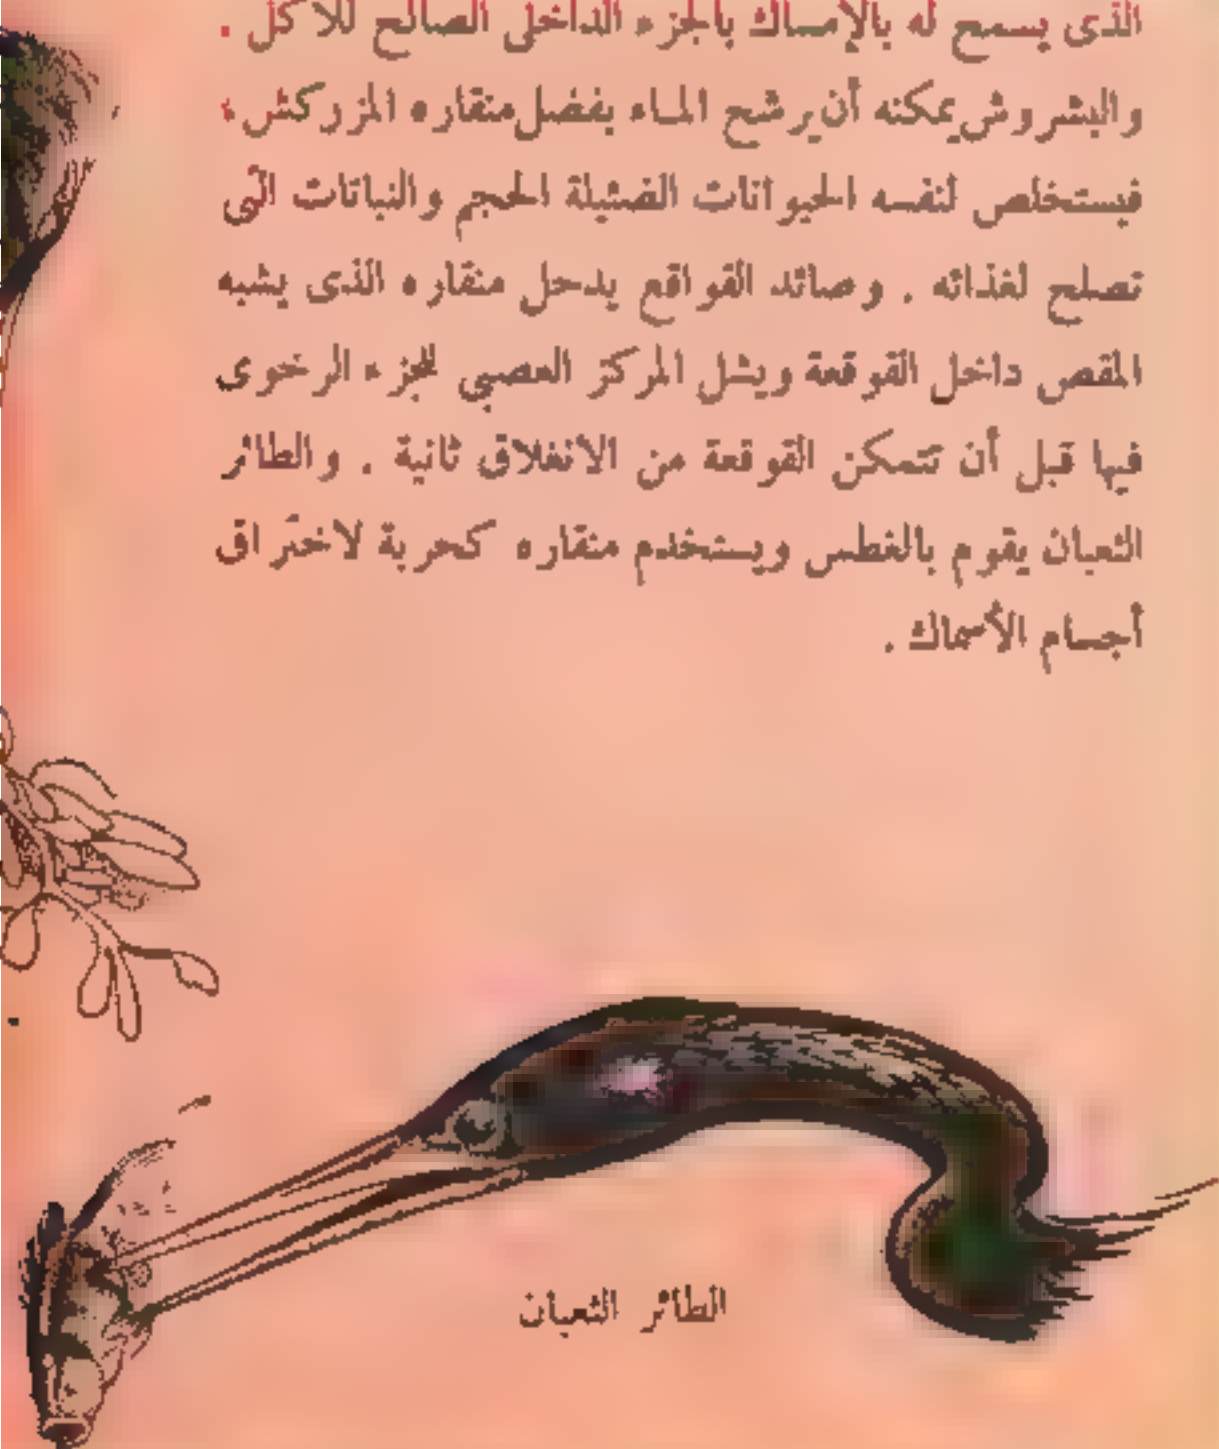 الذى يسمح له بالإمساك بالجزء الداخلى الصالح للأكل .
والبشروش يمكنه أن يرشح الماء بفضل منقاره المزركش ،
فيستخلص لنفسه الحيوانات الضئيلة الحجم والنباتات التى
تصلح لغذائه . وصائد القواقع يدخل منقاره الذى يشبه
المقص داخل القوقعة ويشل المركز العصبي للجزء الرخوى
فيها قبل أن تتمكن القوقعة من الانغلاق ثانية . والطائر
الثعبان يقوم بالغطس ويستخدم منقاره كحربة لاختراق
أجسام الأسماك .
الطائر الثعبان